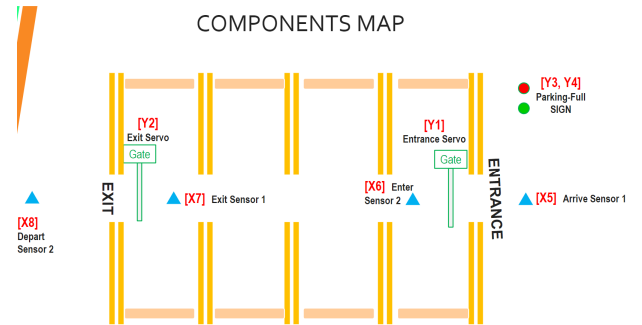 COMPONENTS MAP
[Y3, Y4]
Parking-Full
SIGN
[Y2]
Exit Servo
Gate
[Y1]
Entrance Servo
Gate
EXIT
[X7] Exit Sensor 1
[X6] Enter
Sensor 2
ENTRANCE
[X5] Arrive Sensor 1
[X8]
Depart
Sensor 2